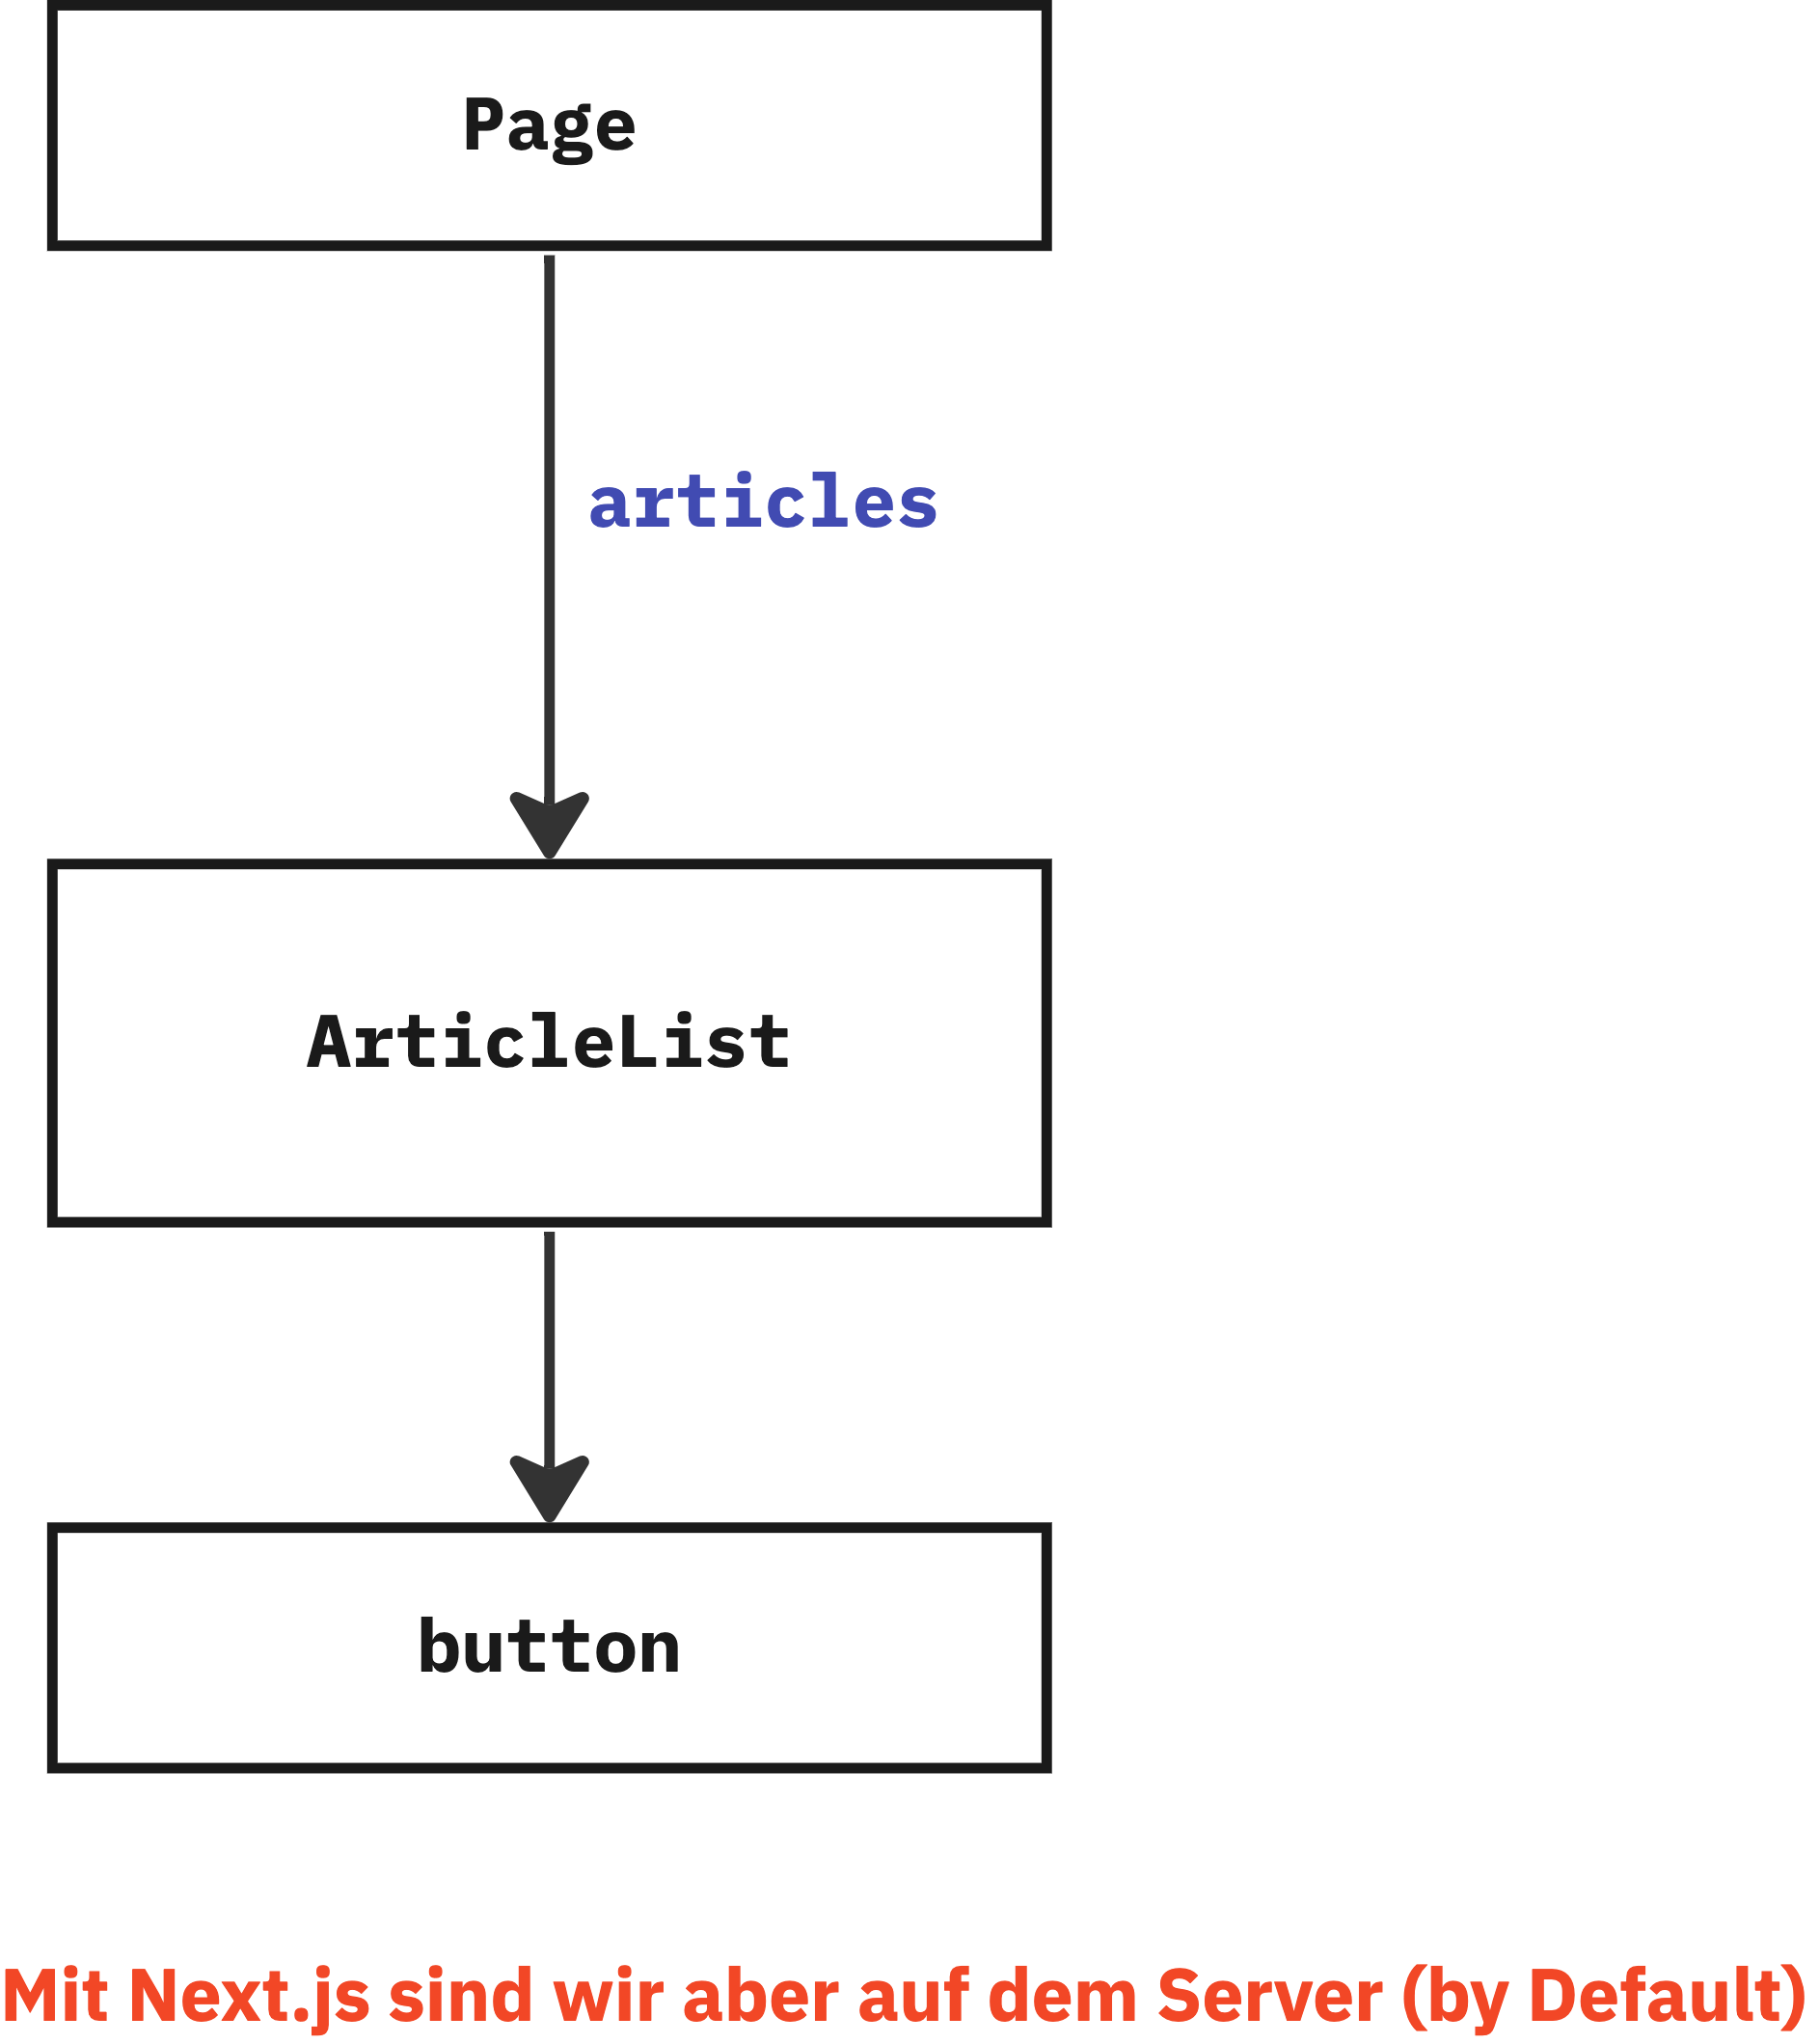 Page
articles
ArticleList
button
Mit Next.js sind wir aber auf dem Server (by Default)